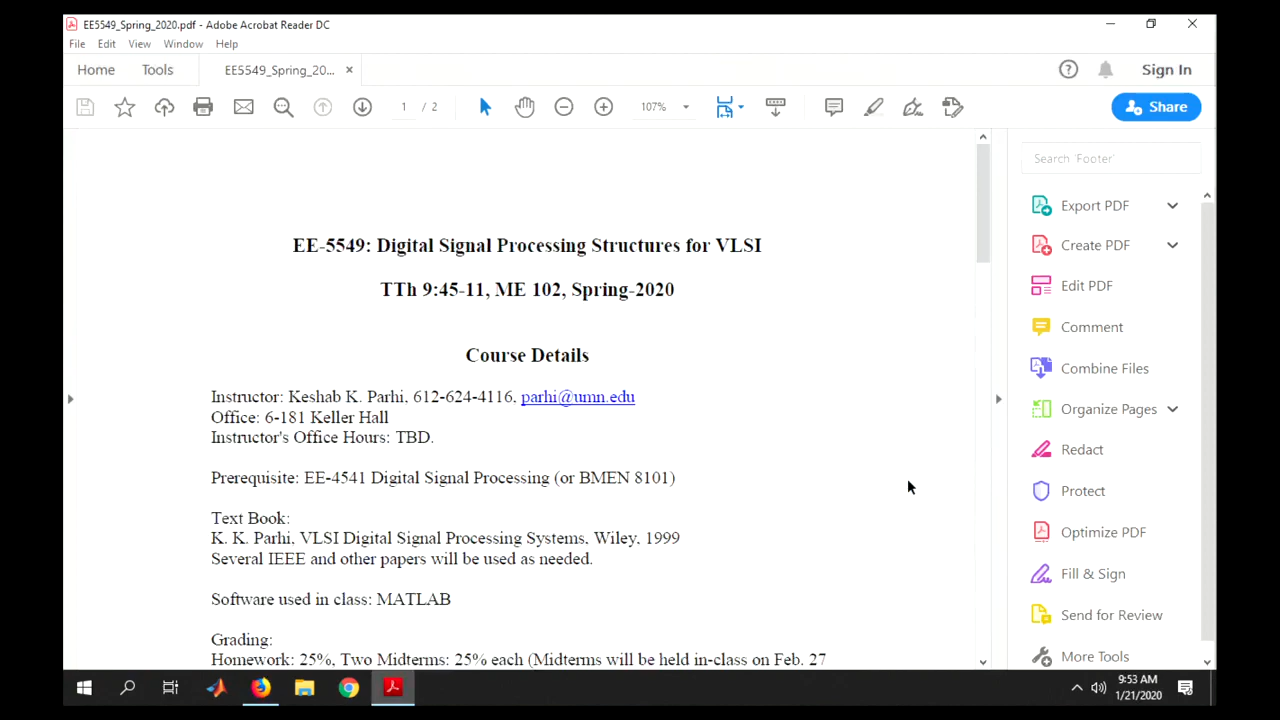 EE5549_Spring_2020.pdf - Adobe Acrobat Reader DC
File Edit View Window Help
Home Tools EE5549_Spring_20... × Sign In
1 / 2 107% Share
Search 'Footer'
EE-5549: Digital Signal Processing Structures for VLSI
TTh 9:45-11, ME 102, Spring-2020
Course Details
Instructor: Keshab K. Parhi, 612-624-4116, parhi@umn.edu
Office: 6-181 Keller Hall
Instructor's Office Hours: TBD.
Prerequisite: EE-4541 Digital Signal Processing (or BMEN 8101)
Text Book:
K. K. Parhi, VLSI Digital Signal Processing Systems, Wiley, 1999
Several IEEE and other papers will be used as needed.
Software used in class: MATLAB
Grading:
Homework: 25%, Two Midterms: 25% each (Midterms will be held in-class on Feb. 27
Export PDF
Create PDF
Edit PDF
Comment
Combine Files
Organize Pages
Redact
Protect
Optimize PDF
Fill & Sign
Send for Review
More Tools
9:53 AM
1/21/2020